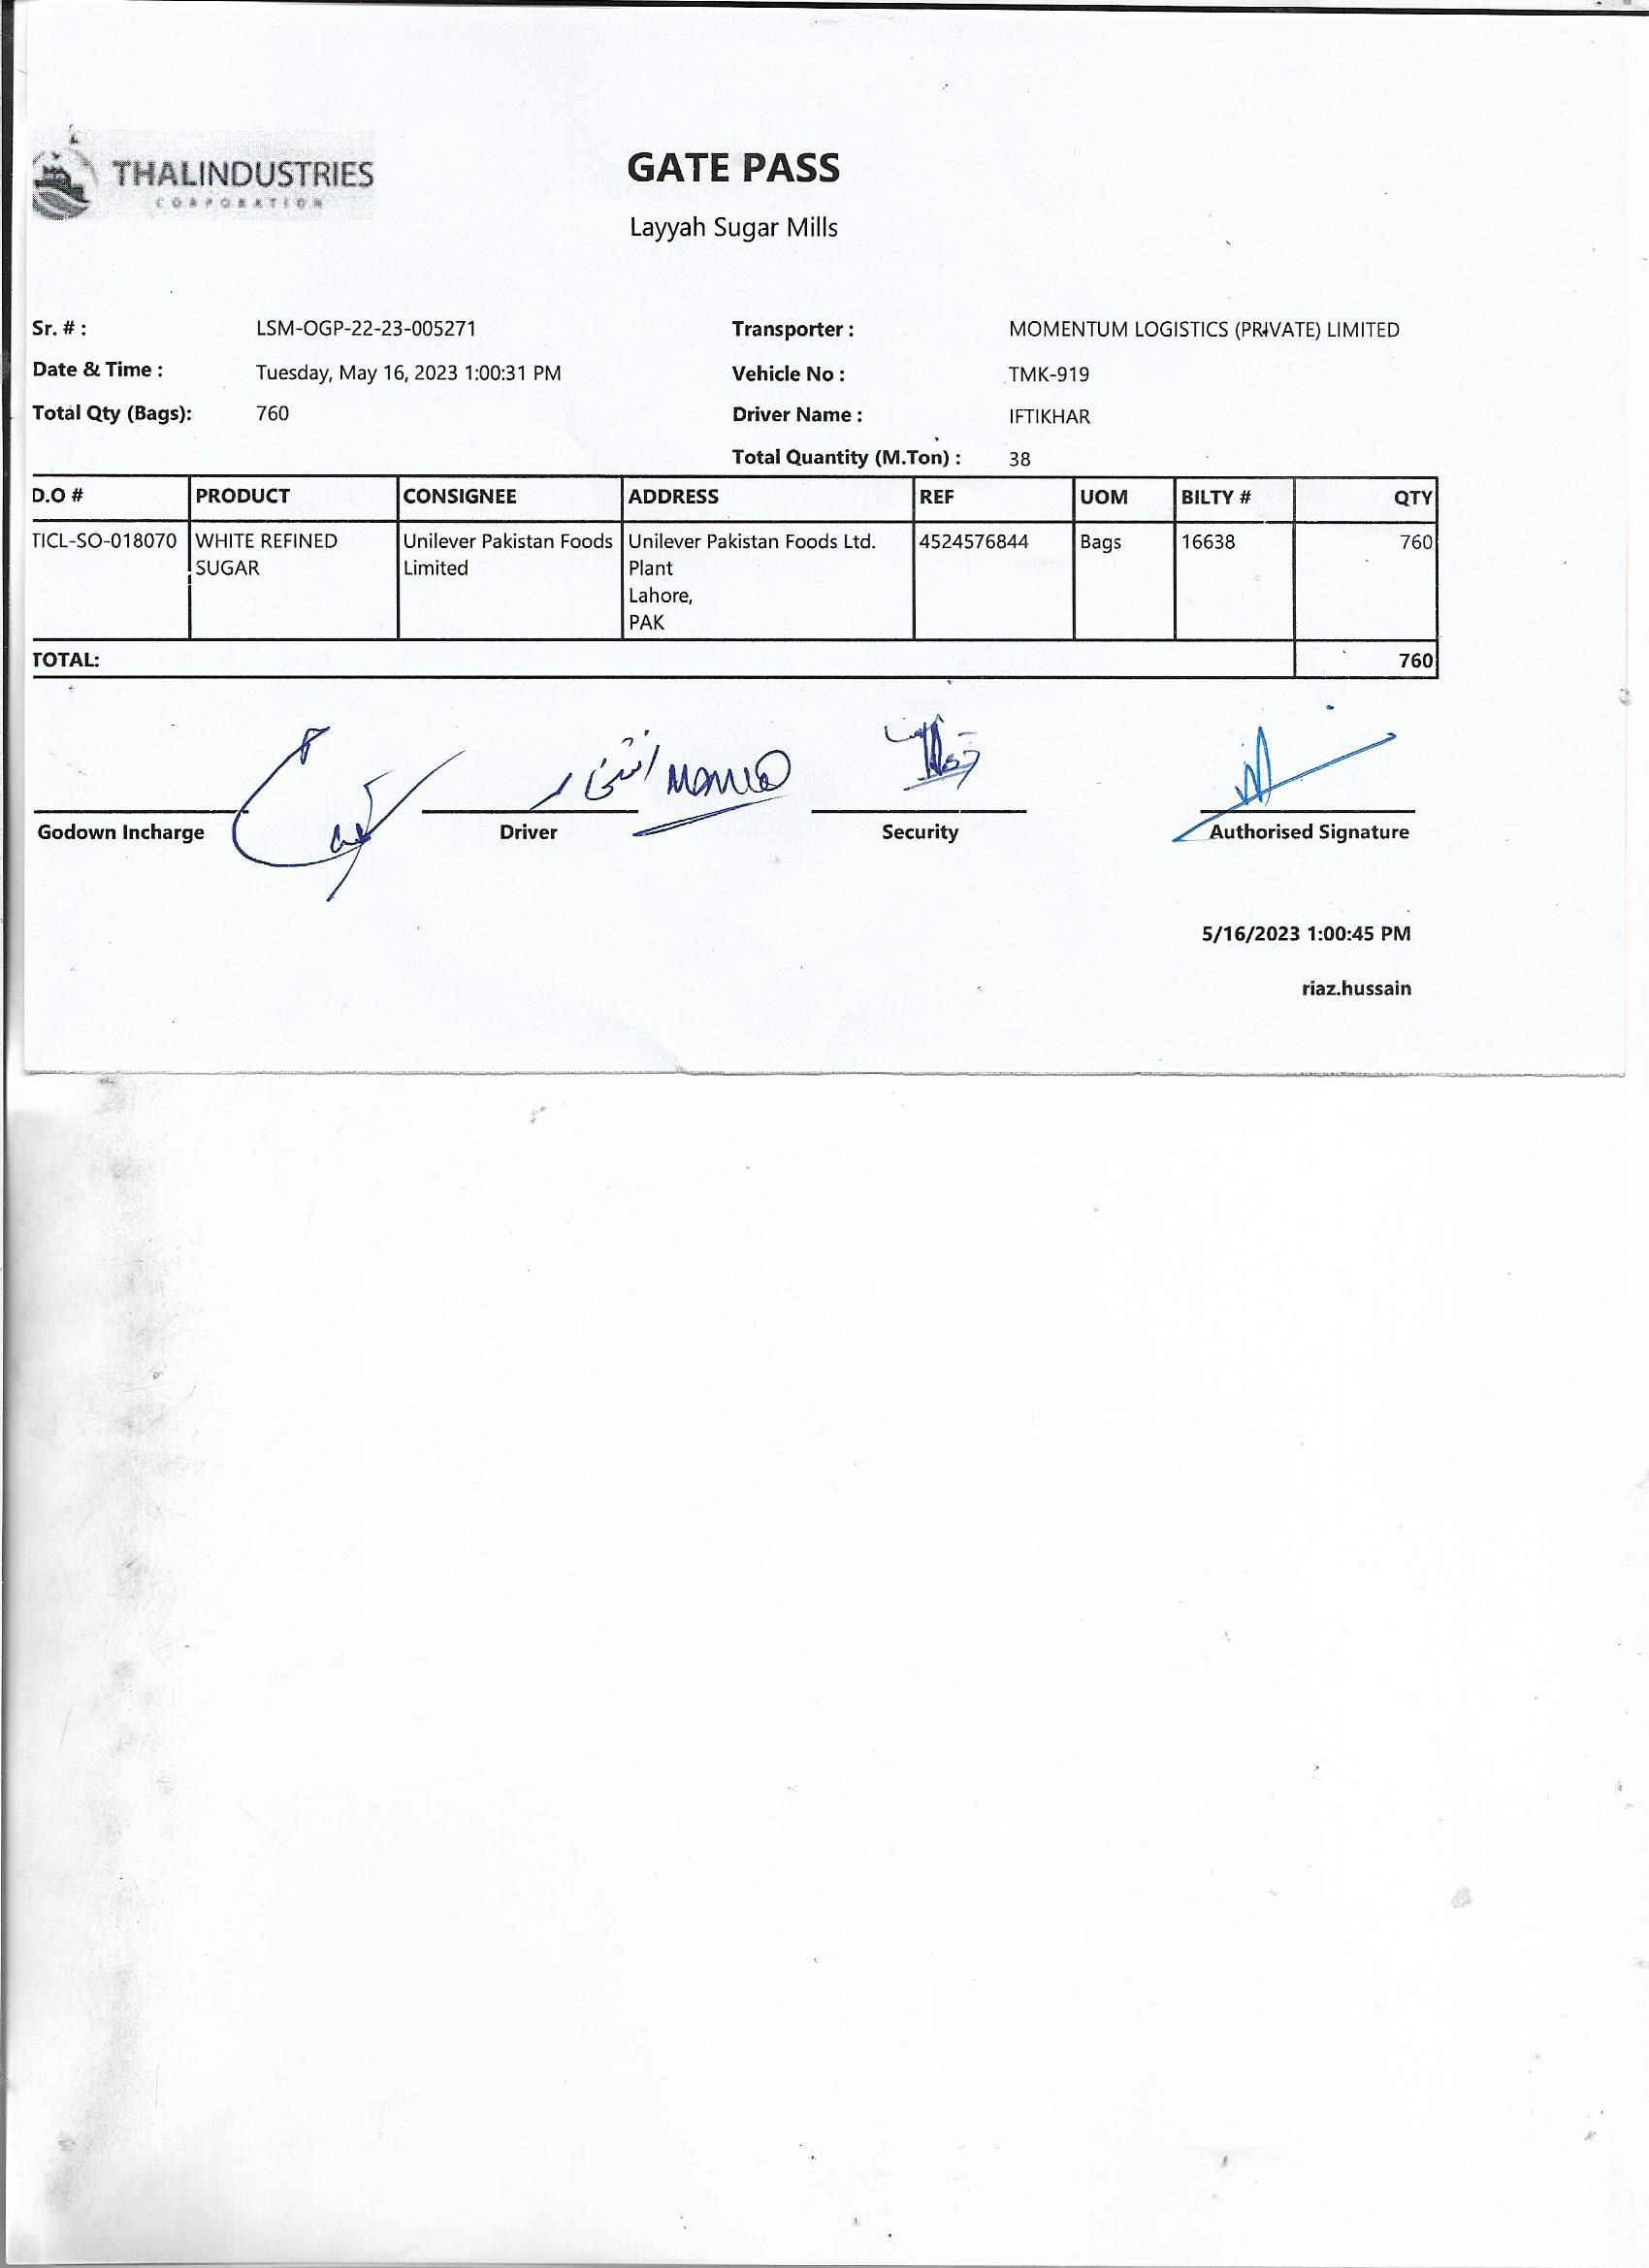 THALINDUSTRIES
CORPORATION
GATE PASS
Layyah Sugar Mills
Sr. # : LSM-OGP-22-23-005271 Transporter : MOMENTUM LOGISTICS (PRIVATE) LIMITED
Date & Time : Tuesday, May 16, 2023 1:00:31 PM Vehicle No : TMK-919
Total Qty (Bags): 760 Driver Name : IFTIKHAR
Total Quantity (M.Ton) : 38
D.O # PRODUCT CONSIGNEE ADDRESS REF UOM BILTY # QTY
TICL-SO-018070 WHITE REFINED Unilever Pakistan Foods Unilever Pakistan Foods Ltd. 4524576844 Bags 16638 760
SUGAR Limited Plant
Lahore,
PAK
TOTAL: 760
Godown Incharge Driver Security Authorised Signature
5/16/2023 1:00:45 PM
riaz.hussain